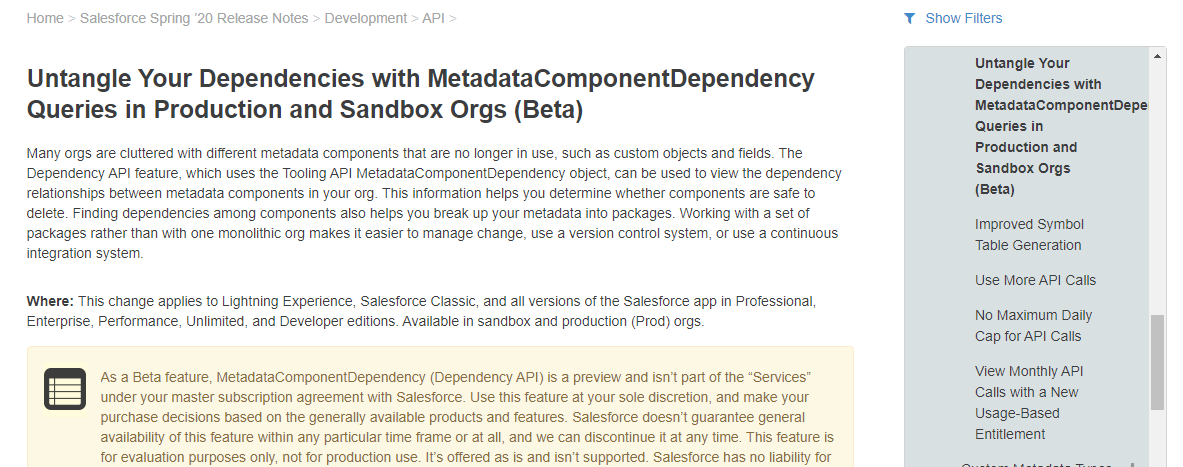 Home > Salesforce Spring '20 Release Notes > Development > API >
Untangle Your Dependencies with MetadataComponentDependency
Queries in Production and Sandbox Orgs (Beta)
Many orgs are cluttered with different metadata components that are no longer in use, such as custom objects and fields. The
Dependency API feature, which uses the Tooling API MetadataComponentDependency object, can be used to view the dependency
relationships between metadata components in your org. This information helps you determine whether components are safe to
delete. Finding dependencies among components also helps you break up your metadata into packages. Working with a set of
packages rather than with one monolithic org makes it easier to manage change, use a version control system, or use a continuous
integration system.
Where: This change applies to Lightning Experience, Salesforce Classic, and all versions of the Salesforce app in Professional,
Enterprise, Performance, Unlimited, and Developer editions. Available in sandbox and production (Prod) orgs.
As a Beta feature, MetadataComponentDependency (Dependency API) is a preview and isn't part of the “Services”
under your master subscription agreement with Salesforce. Use this feature at your sole discretion, and make your
purchase decisions based on the generally available products and features. Salesforce doesn't guarantee general
availability of this feature within any particular time frame or at all, and we can discontinue it at any time. This feature is
for evaluation purposes only, not for production use. It's offered as is and isn't supported. Salesforce has no liability for
Show Filters
Untangle Your
Dependencies with
MetadataComponentDepe
Queries in
Production and
Sandbox Orgs
(Beta)
Improved Symbol
Table Generation
Use More API Calls
No Maximum Daily
Cap for API Calls
View Monthly API
Calls with a New
Usage-Based
Entitlement
Custom Metadata Types